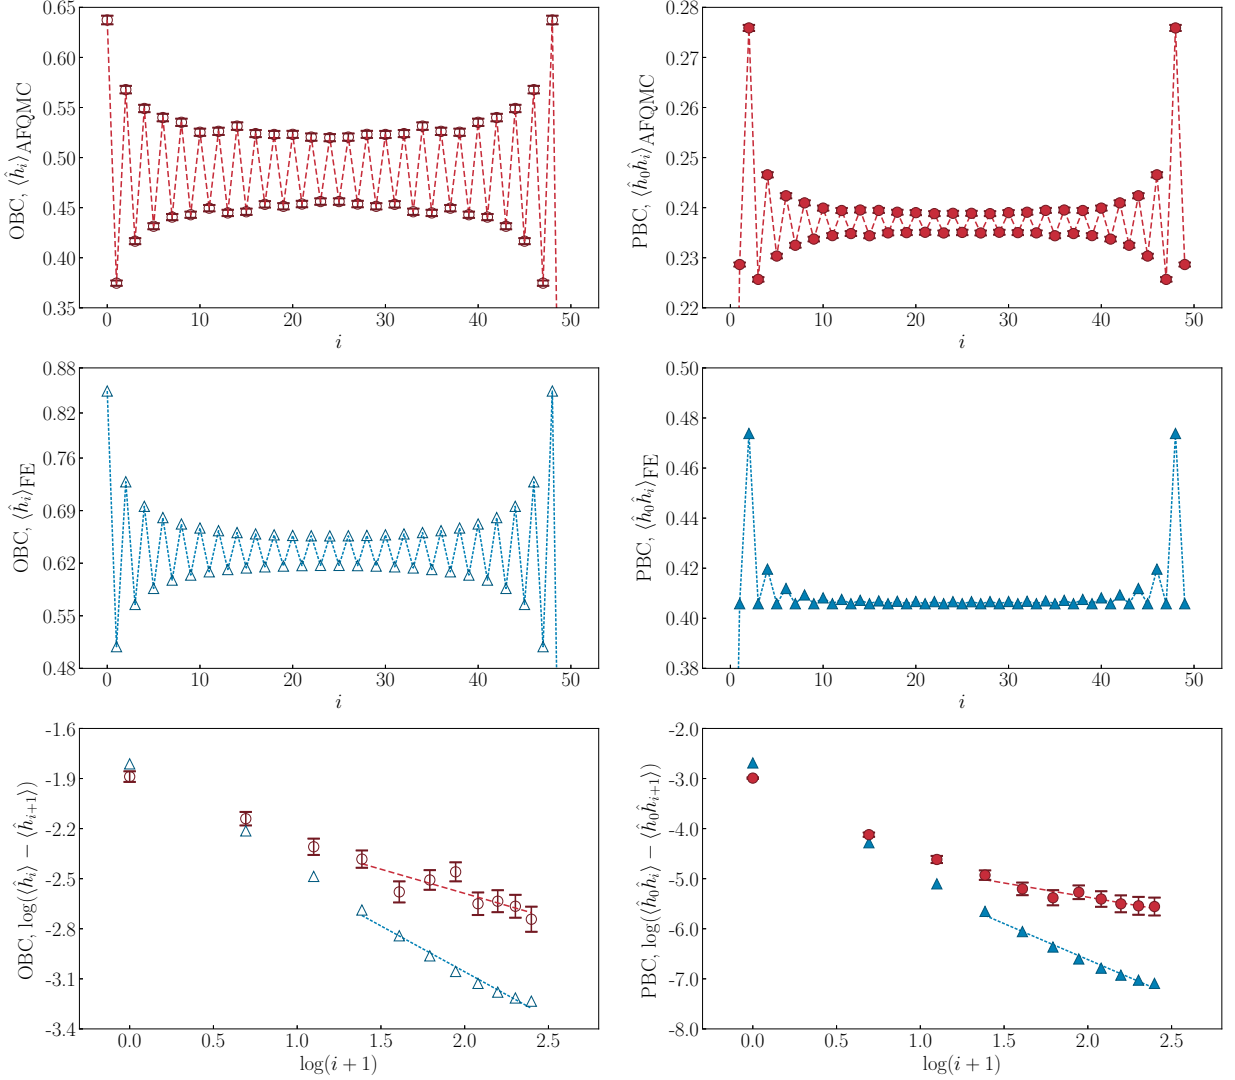 OBC, ⟨ĥ_i⟩_AFQMC
0.65
0.60
0.55
0.50
0.45
0.40
0.35
0 10 20 30 40 50
i
PBC, ⟨ĥ_0ĥ_i⟩_AFQMC
0.28
0.27
0.26
0.25
0.24
0.23
0.22
0 10 20 30 40 50
i
OBC, ⟨ĥ_i⟩_FE
0.88
0.82
0.76
0.69
0.62
0.55
0.48
0 10 20 30 40 50
i
PBC, ⟨ĥ_0ĥ_i⟩_FE
0.50
0.48
0.46
0.44
0.42
0.40
0.38
0 10 20 30 40 50
i
OBC, log(⟨ĥ_i⟩ − ⟨ĥ_{i+1}⟩)
-1.6
-1.9
-2.2
-2.5
-2.8
-3.1
-3.4
0.0 0.5 1.0 1.5 2.0 2.5
log(i + 1)
PBC, log(⟨ĥ_0ĥ_i⟩ − ⟨ĥ_0ĥ_{i+1}⟩)
-2.0
-3.0
-4.0
-5.0
-6.0
-7.0
-8.0
0.0 0.5 1.0 1.5 2.0 2.5
log(i + 1)